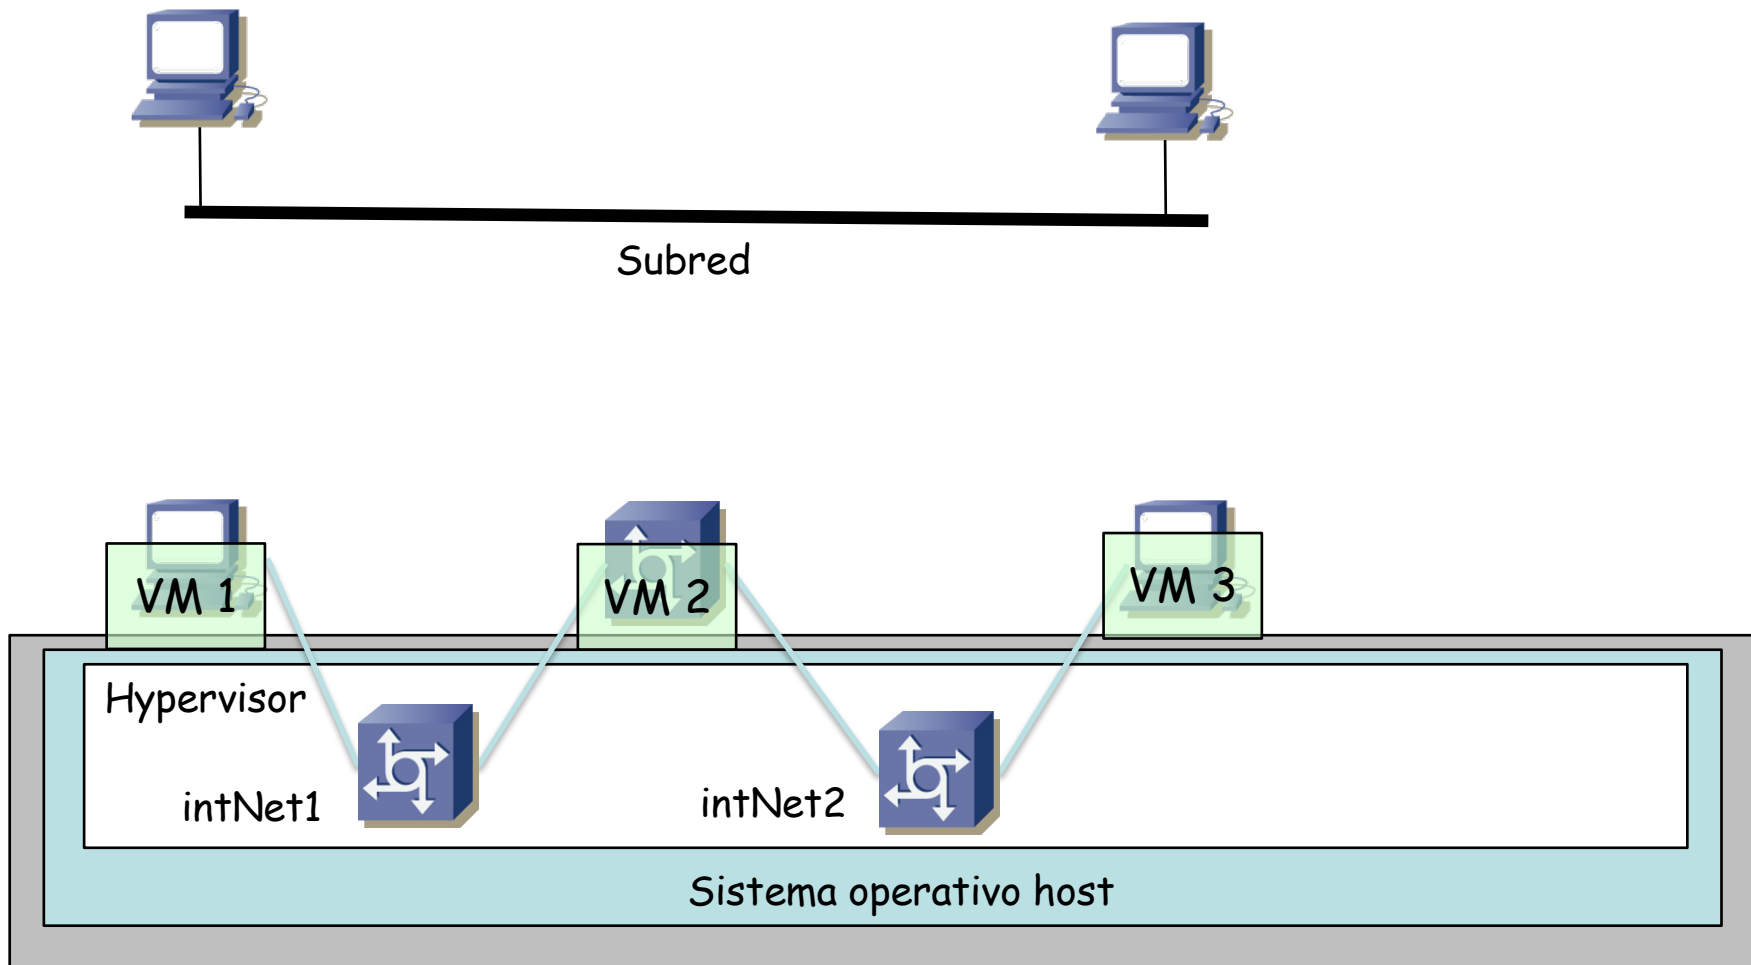 Subred
VM 1
VM 2
VM 3
Hypervisor
intNet1
intNet2
Sistema operativo host